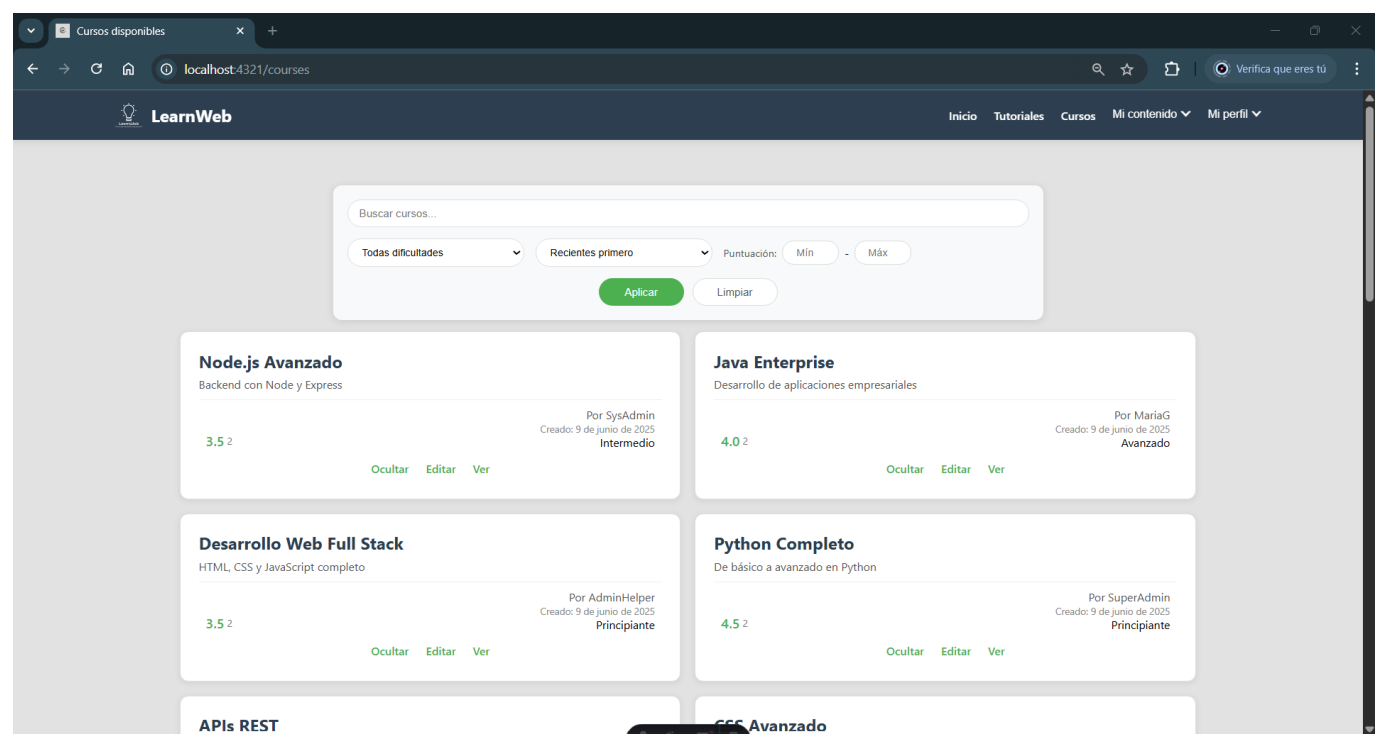 Cursos disponibles
localhost:4321/courses
Verifica que eres tú
LearnWeb
Inicio Tutoriales Cursos Mi contenido Mi perfil
Buscar cursos...
Todas dificultades Recientes primero Puntuación: Mín - Máx
Aplicar Limpiar
Node.js Avanzado
Backend con Node y Express
Por SysAdmin
Creado: 9 de junio de 2025
3.5 2 Intermedio
Ocultar Editar Ver
Java Enterprise
Desarrollo de aplicaciones empresariales
Por MariaG
Creado: 9 de junio de 2025
4.0 2 Avanzado
Ocultar Editar Ver
Desarrollo Web Full Stack
HTML, CSS y JavaScript completo
Por AdminHelper
Creado: 9 de junio de 2025
3.5 2 Principiante
Ocultar Editar Ver
Python Completo
De básico a avanzado en Python
Por SuperAdmin
Creado: 9 de junio de 2025
4.5 2 Principiante
Ocultar Editar Ver
APIs REST
CSS Avanzado